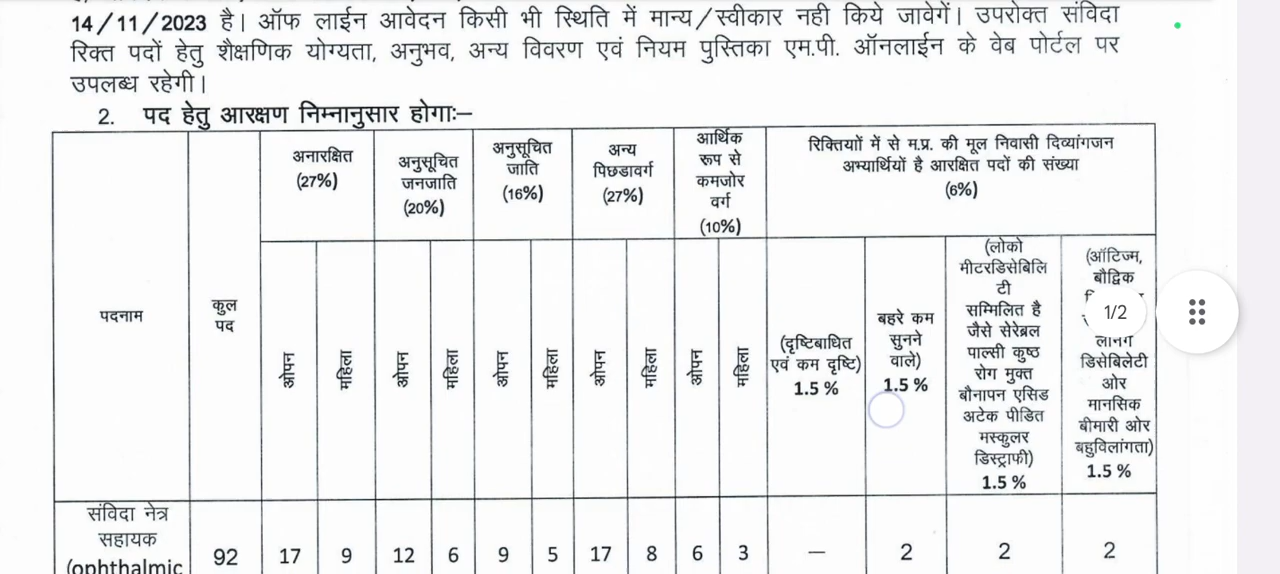 14/11/2023 है। ऑफ लाईन आवेदन किसी भी स्थिति में मान्य/स्वीकार नही किये जावेगें। उपरोक्त संविदा
रिक्त पदों हेतु शैक्षणिक योग्यता, अनुभव, अन्य विवरण एवं नियम पुस्तिका एम.पी. ऑनलाईन के वेब पोर्टल पर
उपलब्ध रहेगी।
2. पद हेतु आरक्षण निम्नानुसार होगाः–
पदनाम
कुल
पद
अनारक्षित
(27%)
अनुसूचित
जनजाति
(20%)
अनुसूचित
जाति
(16%)
अन्य
पिछडावर्ग
(27%)
आर्थिक
रूप से
कमजोर
वर्ग
(10%)
रिक्तियाों में से म.प्र. की मूल निवासी दिव्यांगजन
अभ्यार्थियों है आरक्षित पदों की संख्या
(6%)
ओपन
महिला
ओपन
महिला
ओपन
महिला
ओपन
महिला
ओपन
महिला
(दृष्टिबाधित
एवं कम दृष्टि)
1.5 %
बहरे कम
सुनने
वाले)
1.5 %
(लोको
मीटरडिसेबिलि
टी
सम्मिलित है
जैसे सेरेब्रल
पाल्सी कुष्ठ
रोग मुक्त
बौनापन एसिड
अटेक पीडित
मस्कुलर
डिस्ट्राफी)
1.5 %
(ऑटिज्म,
बौद्विक
1/2
डिसेबिलेटी
ओर
मानसिक
बीमारी ओर
बहुविलांगता)
1.5 %
संविदा नेत्र
सहायक
(ophthalmic
92 17 9 12 6 9 5 17 8 6 3 — 2 2 2